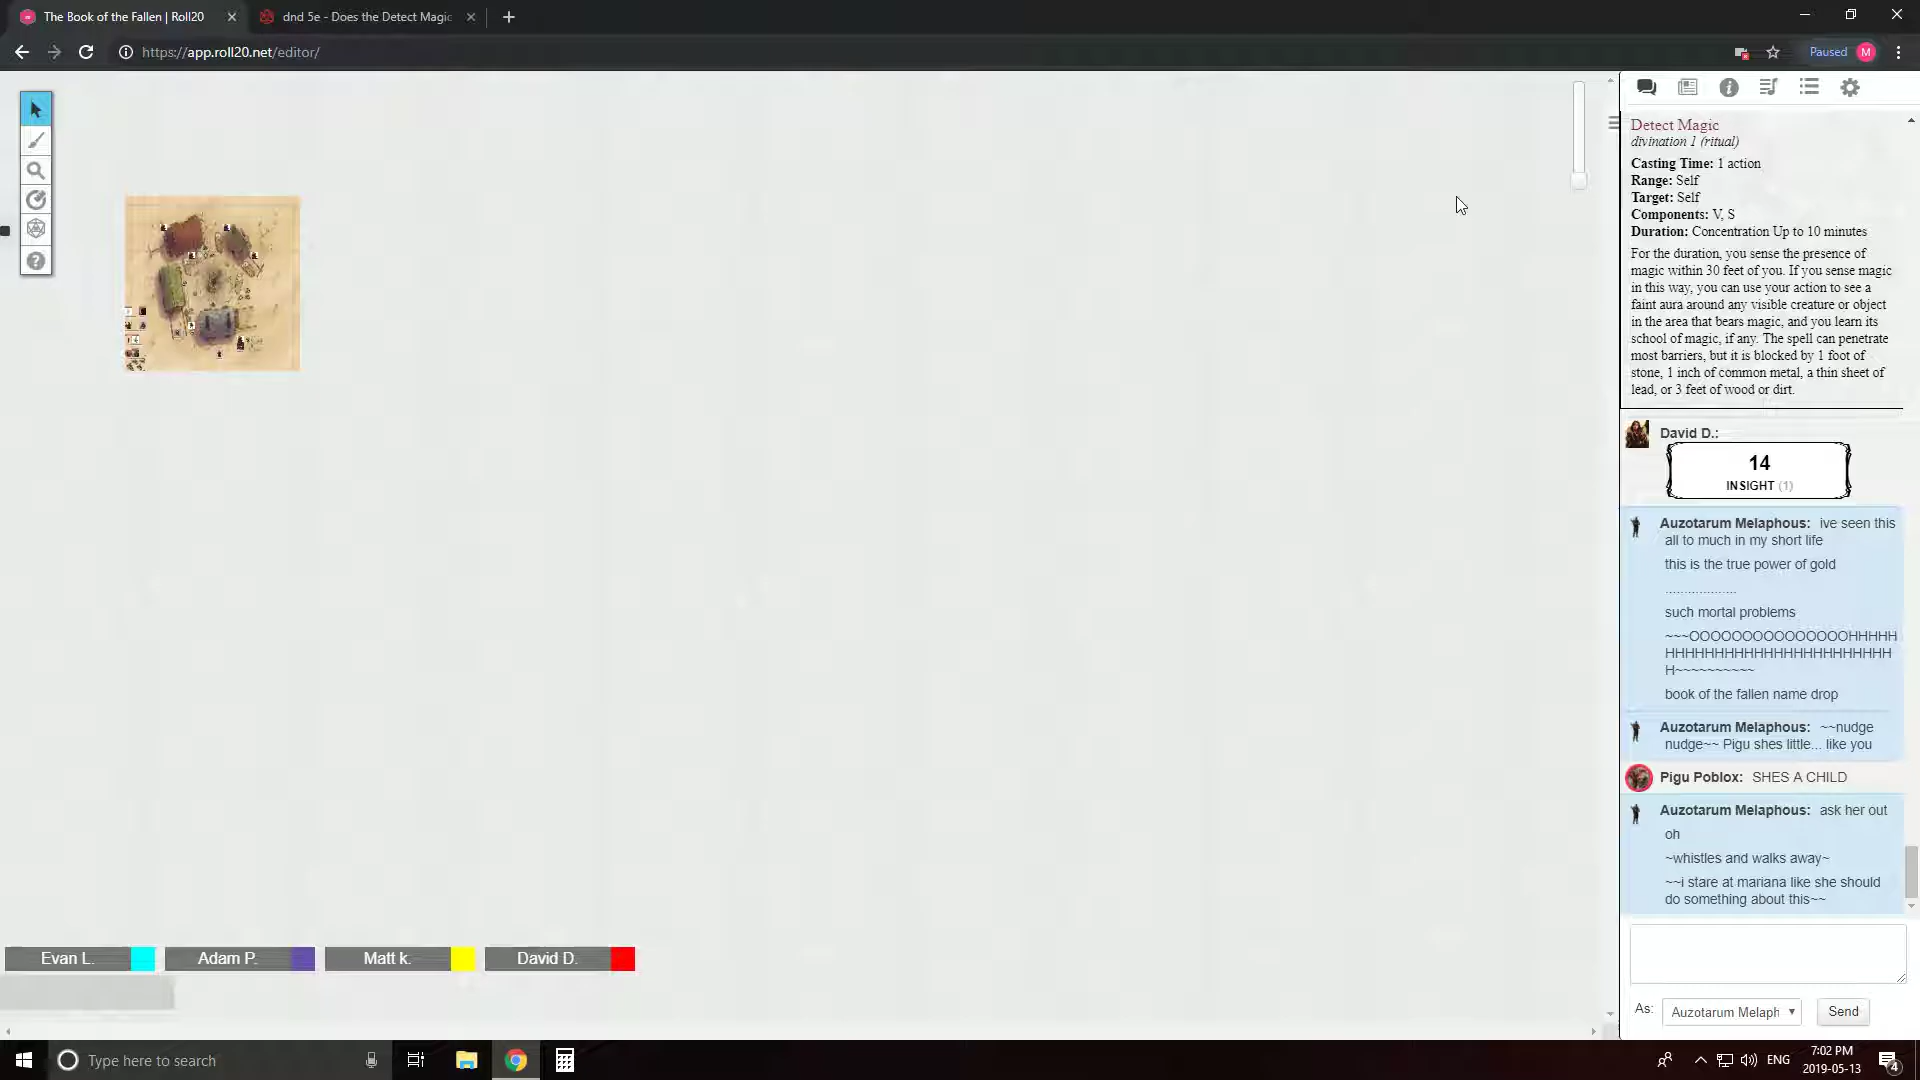 The Book of the Fallen | Roll20
dnd 5e - Does the Detect Magic
https://app.roll20.net/editor/
Paused M
Detect Magic
divination 1 (ritual)
Casting Time: 1 action
Range: Self
Target: Self
Components: V, S
Duration: Concentration Up to 10 minutes
For the duration, you sense the presence of
magic within 30 feet of you. If you sense magic
in this way, you can use your action to see a
faint aura around any visible creature or object
in the area that bears magic, and you learn its
school of magic, if any. The spell can penetrate
most barriers, but it is blocked by 1 foot of
stone, 1 inch of common metal, a thin sheet of
lead, or 3 feet of wood or dirt.
David D.:
14
INSIGHT (1)
Auzotarum Melaphous: ive seen this
all to much in my short life
this is the true power of gold
...................
such mortal problems
~~~OOOOOOOOOOOOOOOHHHHH
HHHHHHHHHHHHHHHHHHHHHHH
H~~~~~~~~~~
book of the fallen name drop
Auzotarum Melaphous: ~~nudge
nudge~~ Pigu shes little... like you
Pigu Poblox: SHES A CHILD
Auzotarum Melaphous: ask her out
oh
~whistles and walks away~
~~i stare at mariana like she should
do something about this~~
Evan L. Adam P. Matt k. David D.
As: Auzotarum Melaph Send
Type here to search
ENG
7:02 PM
2019-05-13
4